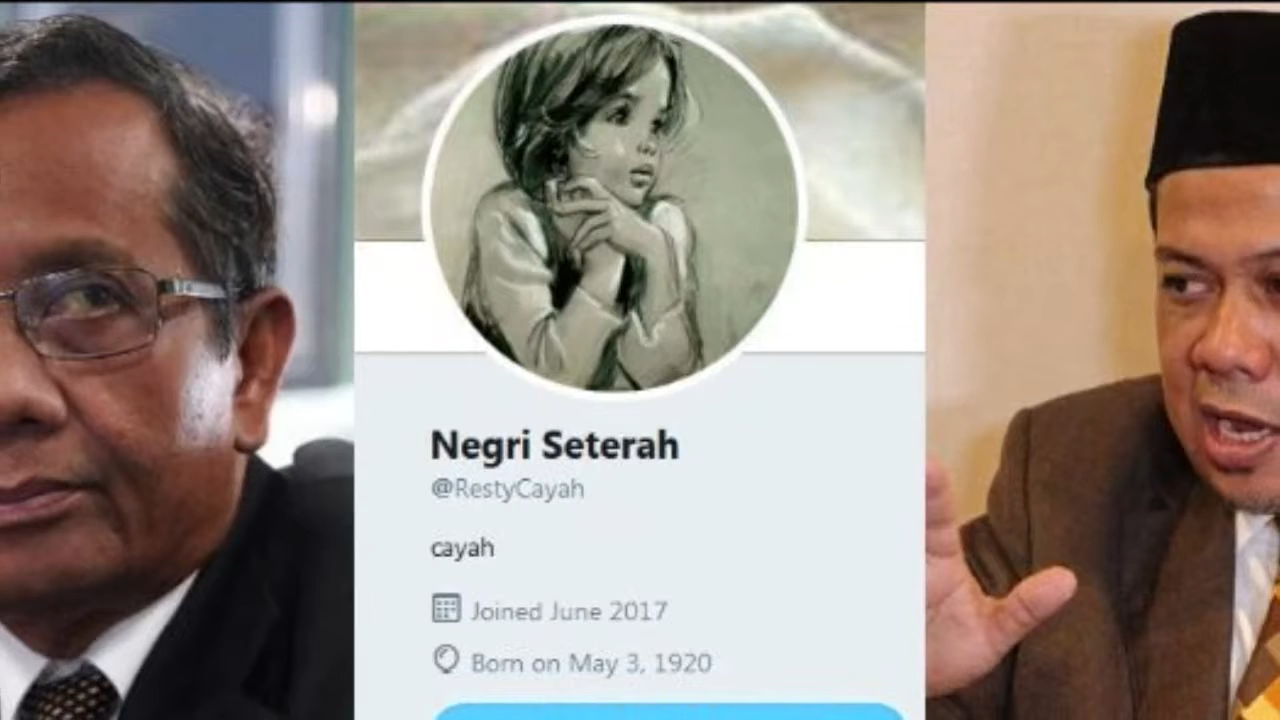 Negri Seterah
@RestyCayah
cayah
Joined June 2017
Born on May 3, 1920